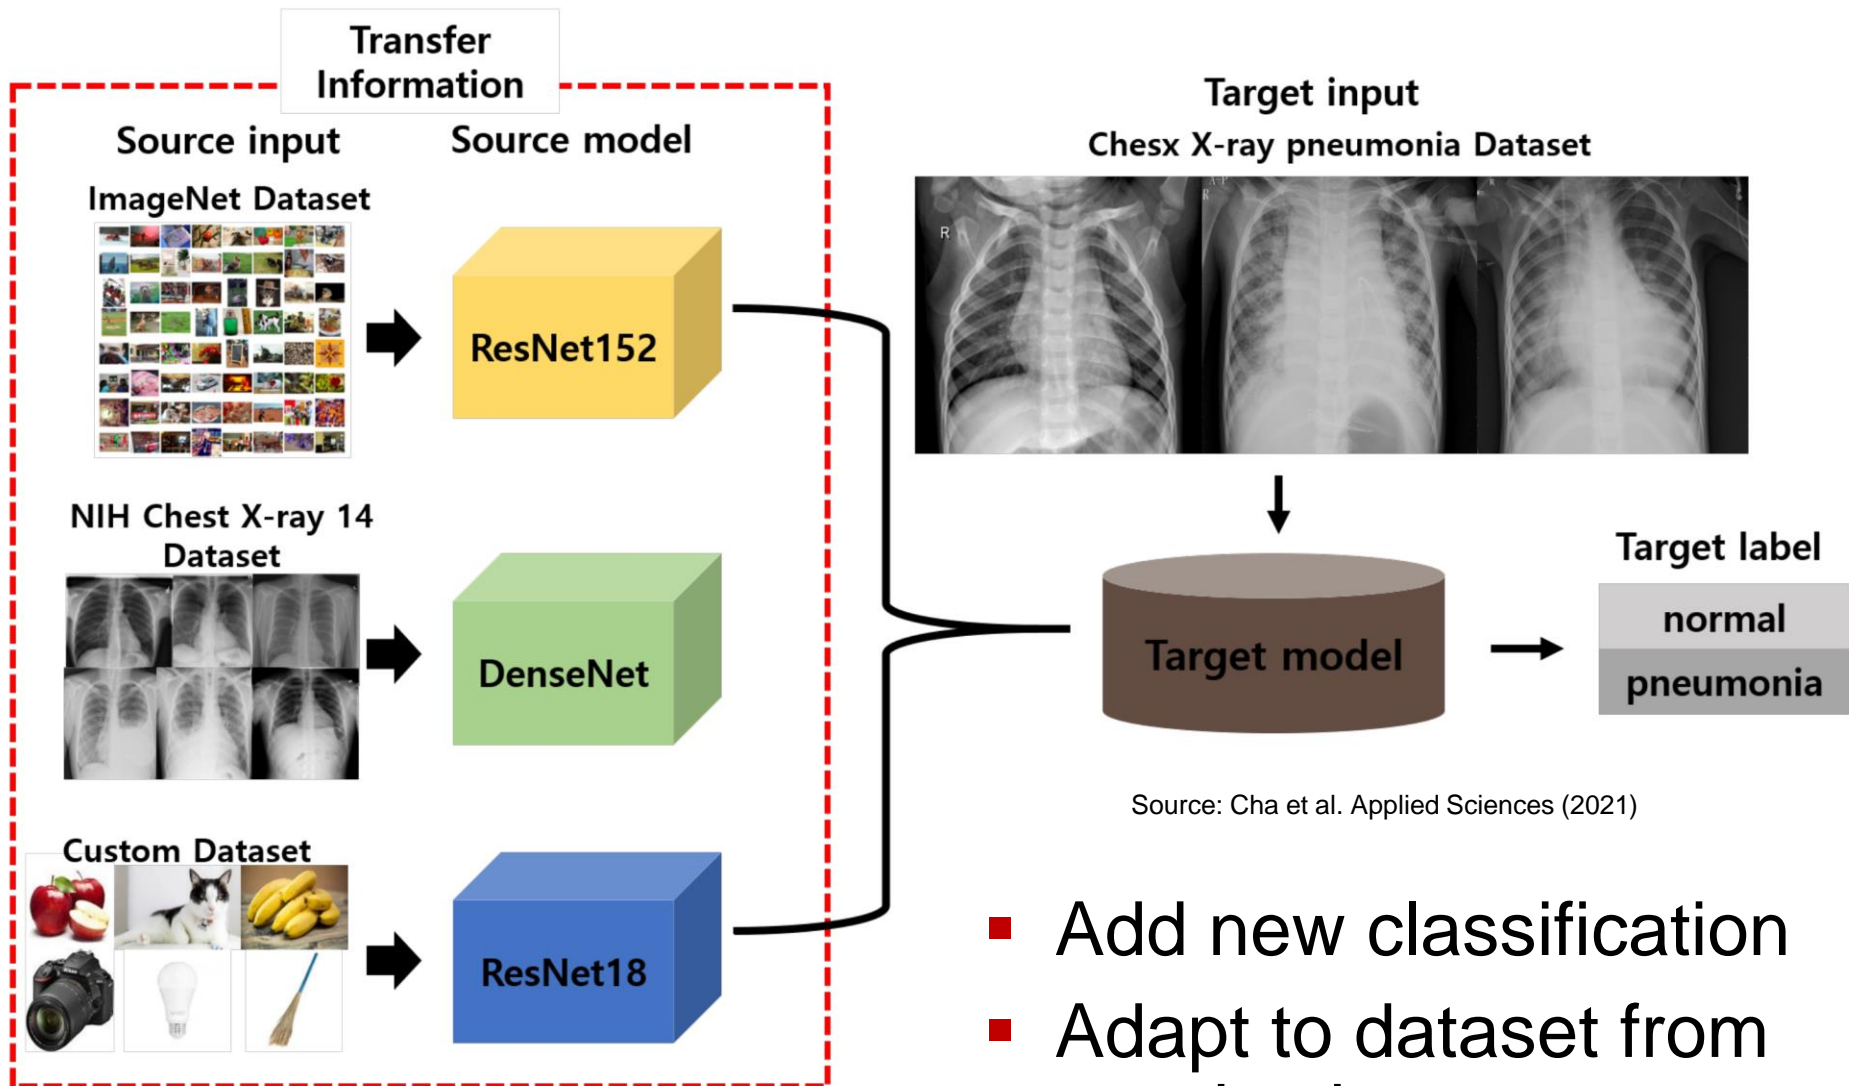 Transfer
Information
Source input
Source model
ImageNet Dataset
ResNet152
NIH Chest X-ray 14
Dataset
DenseNet
Custom Dataset
ResNet18
Target input
Chesx X-ray pneumonia Dataset
R
Target model
Target label
normal
pneumonia
Source: Cha et al. Applied Sciences (2021)
▪ Add new classification
▪ Adapt to dataset from